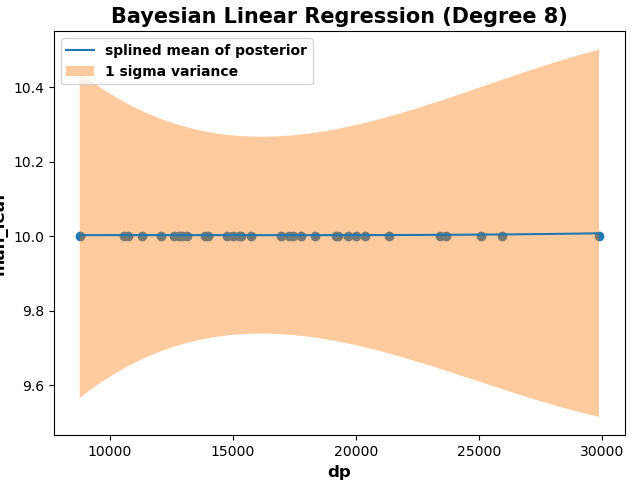 Bayesian Linear Regression (Degree 8)
splined mean of posterior
1 sigma variance
10.4
10.2
10.0
9.8
9.6
10000 15000 20000 25000 30000
dp